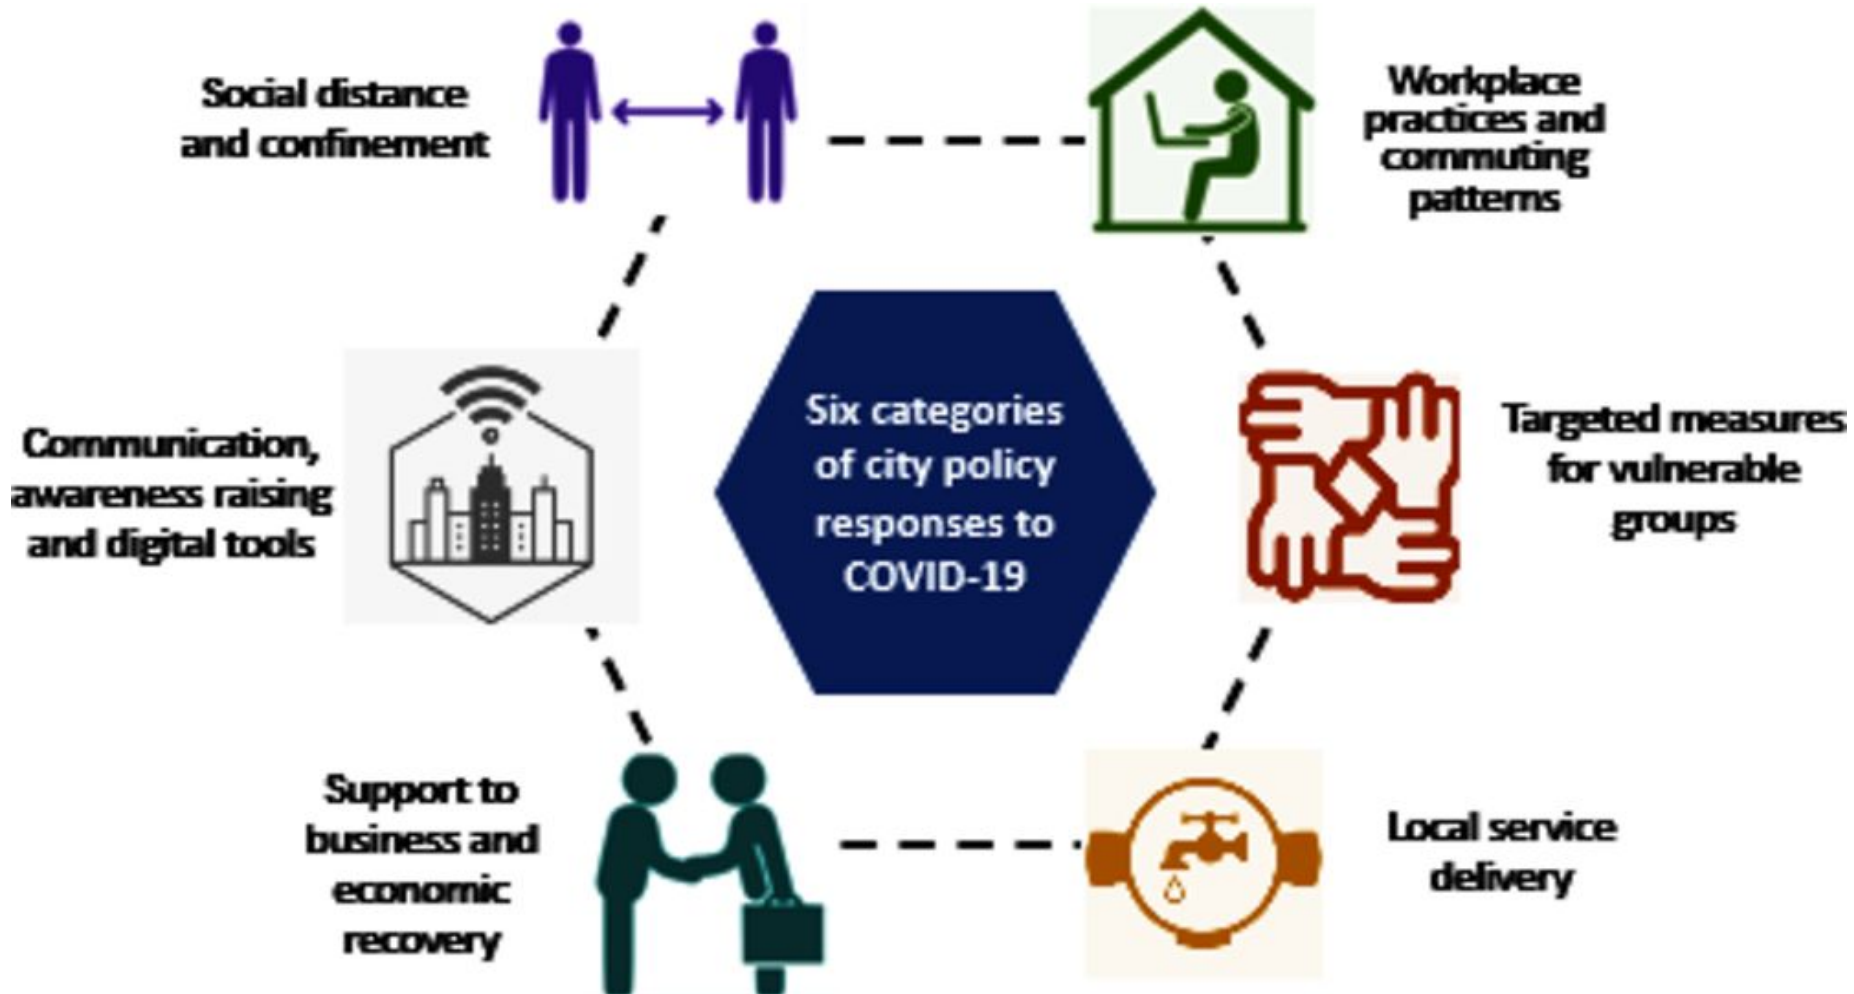 Social distance
and confinement
Workplace
practices and
commuting
patterns
Communication,
awareness raising
and digital tools
Six categories
of city policy
responses to
COVID-19
Targeted measures
for vulnerable
groups
Support to
business and
economic
recovery
Local service
delivery